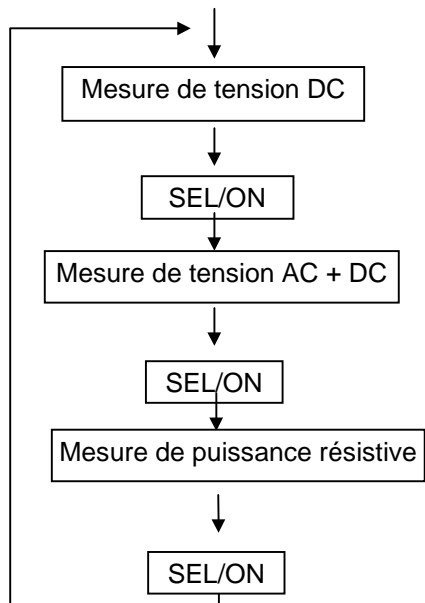 Mesure de tension DC
SEL/ON
Mesure de tension AC + DC
SEL/ON
Mesure de puissance résistive
SEL/ON